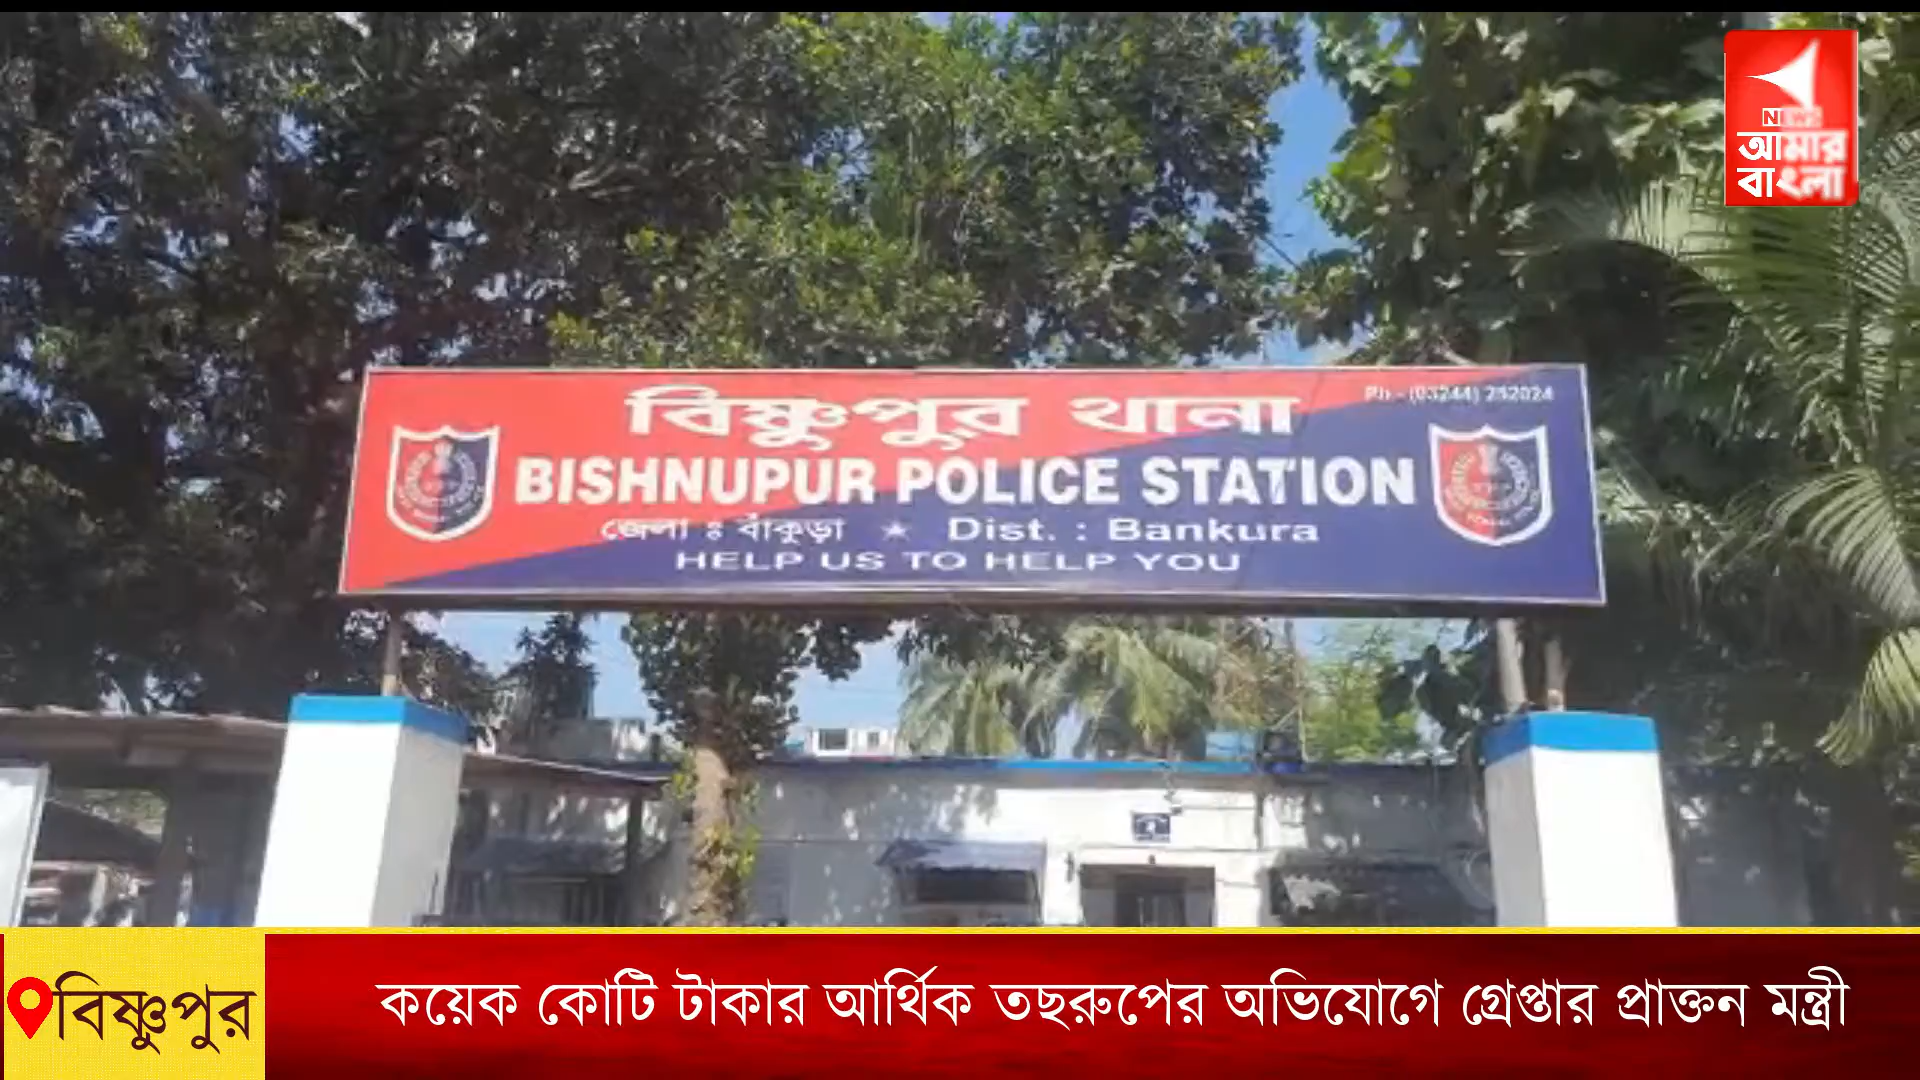 NEWS
আমার
বাংলা
Ph.- (03244) 252024
বিষ্ণুপুর থানা
BISHNUPUR POLICE STATION
জেলা ঃ বাঁকুড়া ★ Dist. : Bankura
HELP US TO HELP YOU
বিষ্ণুপুর
কয়েক কোটি টাকার আর্থিক তছরুপের অভিযোগে গ্রেপ্তার প্রাক্তন মন্ত্রী